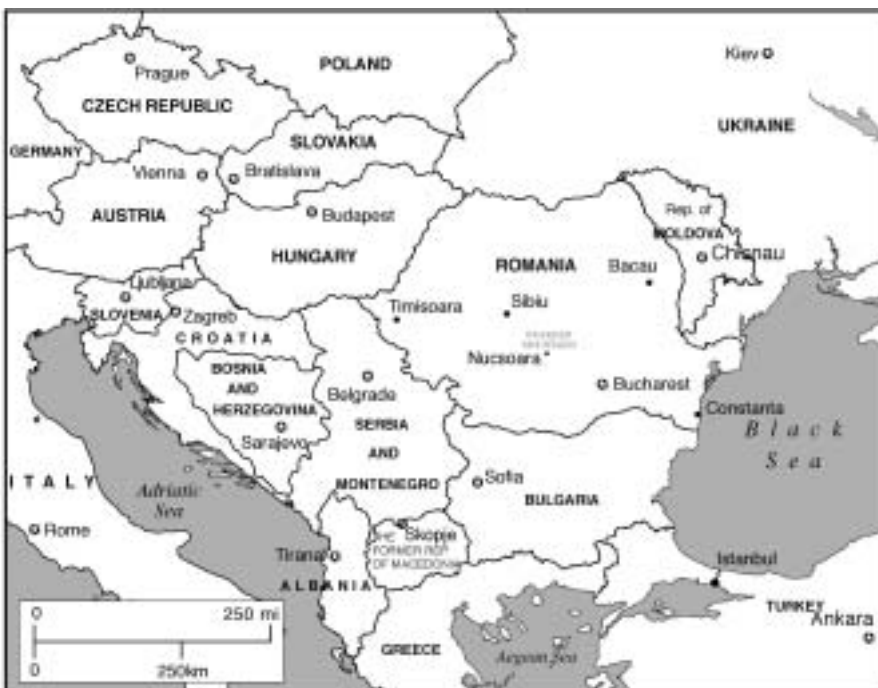 Prague
CZECH REPUBLIC
POLAND
Kiev
UKRAINE
GERMANY
SLOVAKIA
Vienna
Bratislava
AUSTRIA
Budapest
HUNGARY
Rep. of
MOLDOVA
Chisnau
ROMANIA
Bacau
Ljubljana
SLOVENIA
Zagreb
CROATIA
Timisoara
Sibiu
Nucsoara
BOSNIA
AND
HERZEGOVINA
Sarajevo
Belgrade
SERBIA
AND
MONTENEGRO
Bucharest
Constanta
Black
Sea
ITALY
Adriatic
Sea
Rome
Sofia
BULGARIA
Skopje
THE
FORMER REP
OF MACEDONIA
Tirana
ALBANIA
Istanbul
TURKEY
Ankara
GREECE
Aegean Sea
0 250 mi
0 250km